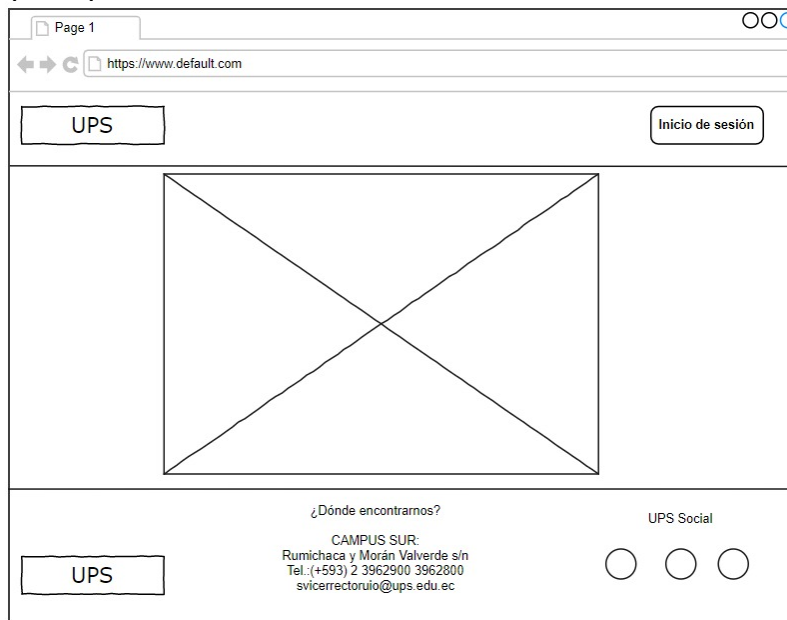 Page 1
https://www.default.com
UPS
Inicio de sesión
¿Dónde encontrarnos?
CAMPUS SUR:
Rumichaca y Morán Valverde s/n
Tel.:(+593) 2 3962900 3962800
svicerrectoruio@ups.edu.ec
UPS Social
UPS